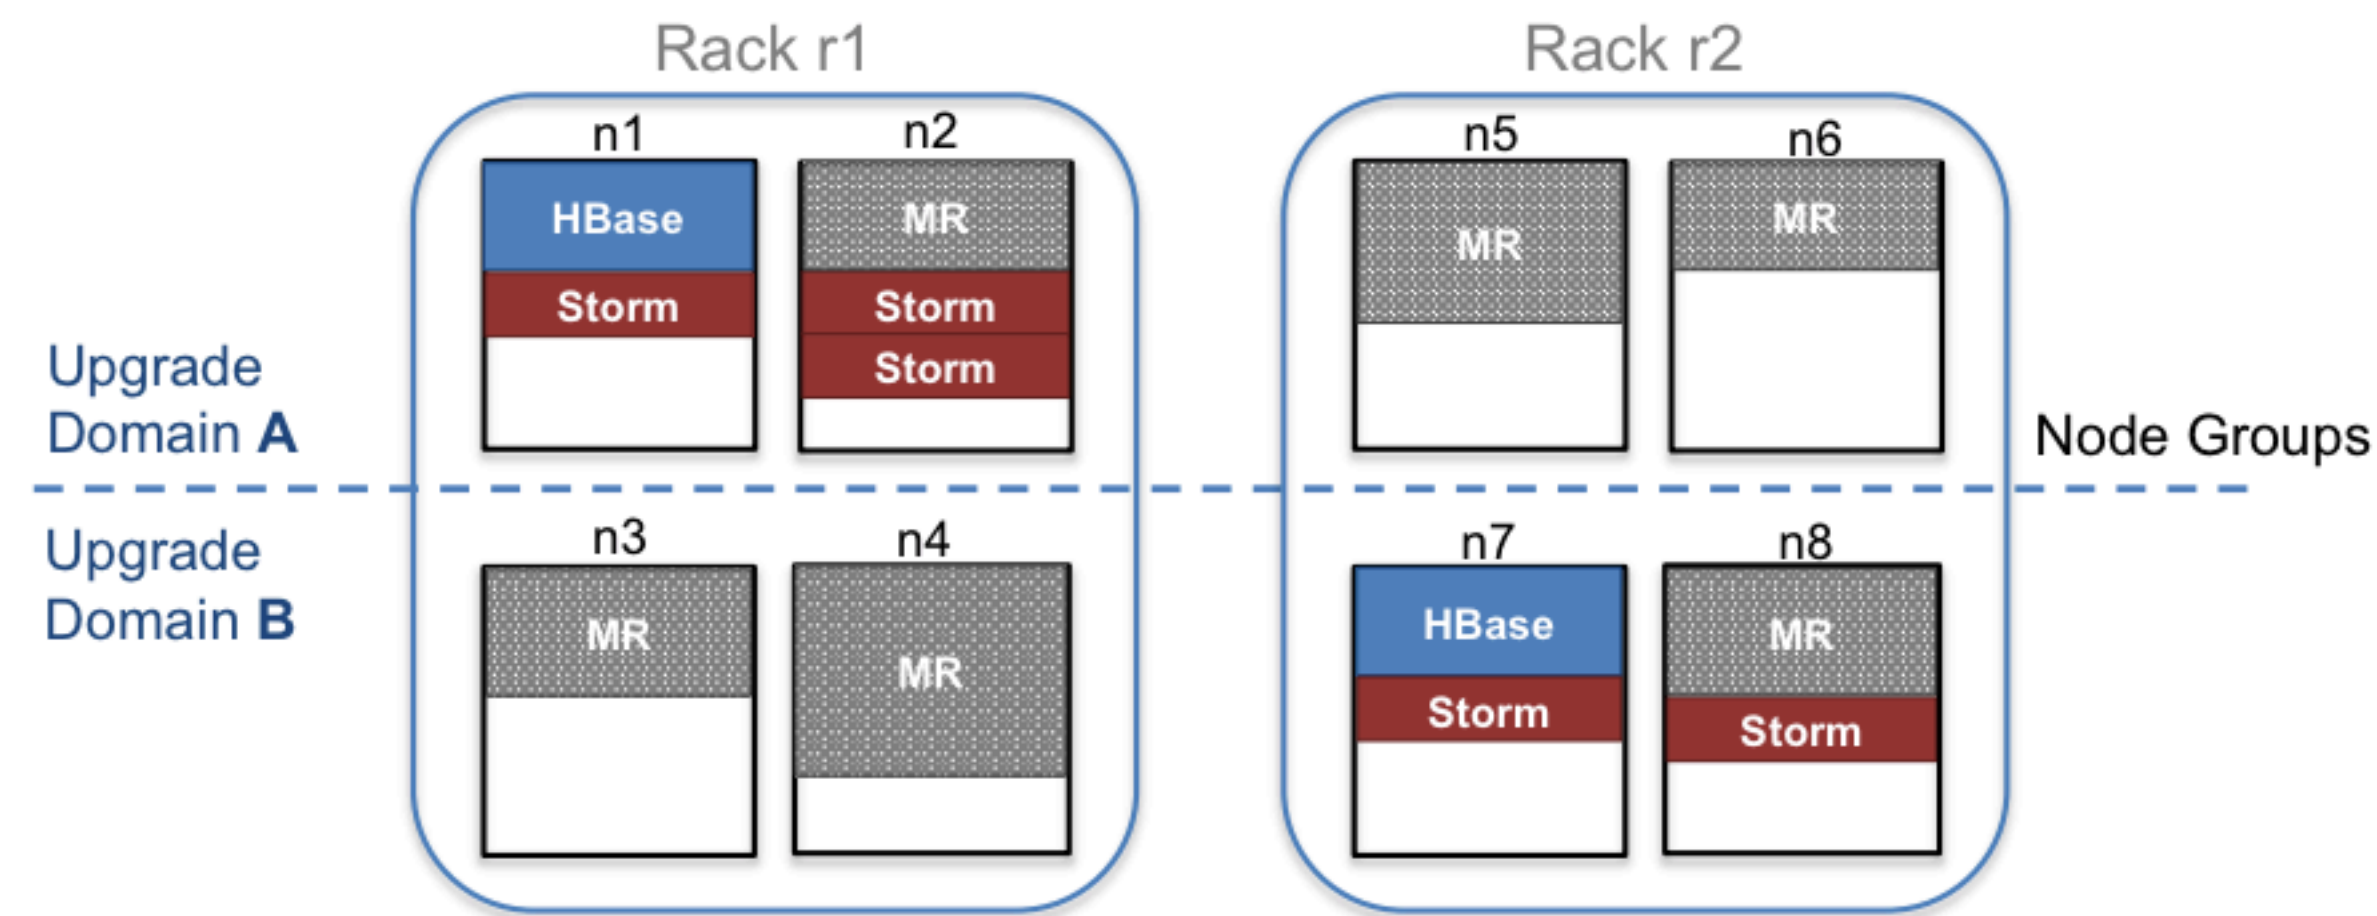 Rack r1
Rack r2
n1
n2
n5
n6
HBase
MR
MR
MR
Storm
Storm
Storm
Upgrade
Domain A
Node Groups
Upgrade
Domain B
n3
n4
n7
n8
MR
MR
HBase
MR
Storm
Storm